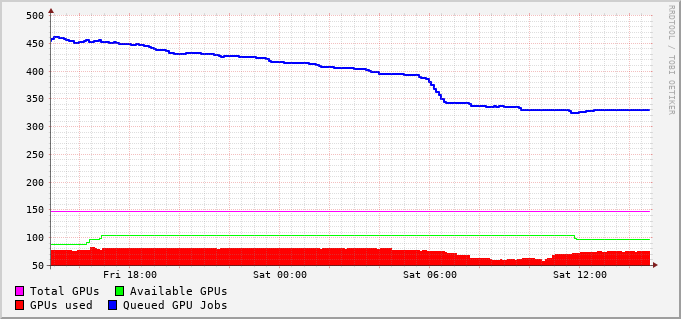 500
450
400
350
300
250
200
150
100
50
Fri 18:00 Sat 00:00 Sat 06:00 Sat 12:00
Total GPUs Available GPUs
GPUs used Queued GPU Jobs
RRDTOOL / TOBI OETIKER